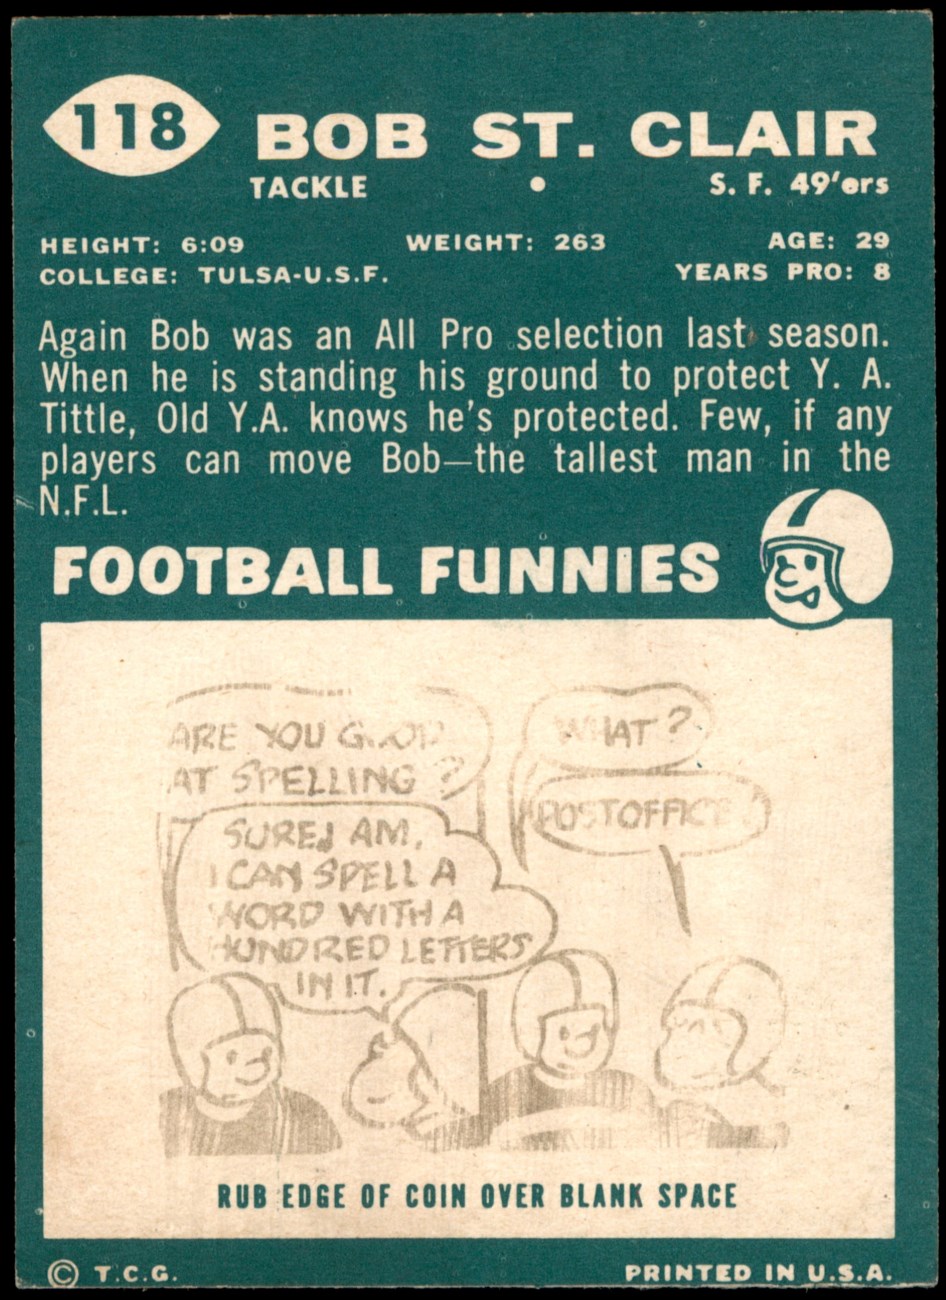 118
BOB ST. CLAIR
TACKLE • S. F. 49'ers
HEIGHT: 6:09 WEIGHT: 263 AGE: 29
COLLEGE: TULSA-U.S.F. YEARS PRO: 8
Again Bob was an All Pro selection last season.
When he is standing his ground to protect Y. A.
Tittle, Old Y.A. knows he's protected. Few, if any
players can move Bob—the tallest man in the
N.F.L.
FOOTBALL FUNNIES
ARE YOU GOOD
AT SPELLING?
SURE I AM,
I CAN SPELL A
WORD WITH A
HUNDRED LETTERS
IN IT.
WHAT?
POSTOFFICE!
RUB EDGE OF COIN OVER BLANK SPACE
© T.C.G. PRINTED IN U.S.A.